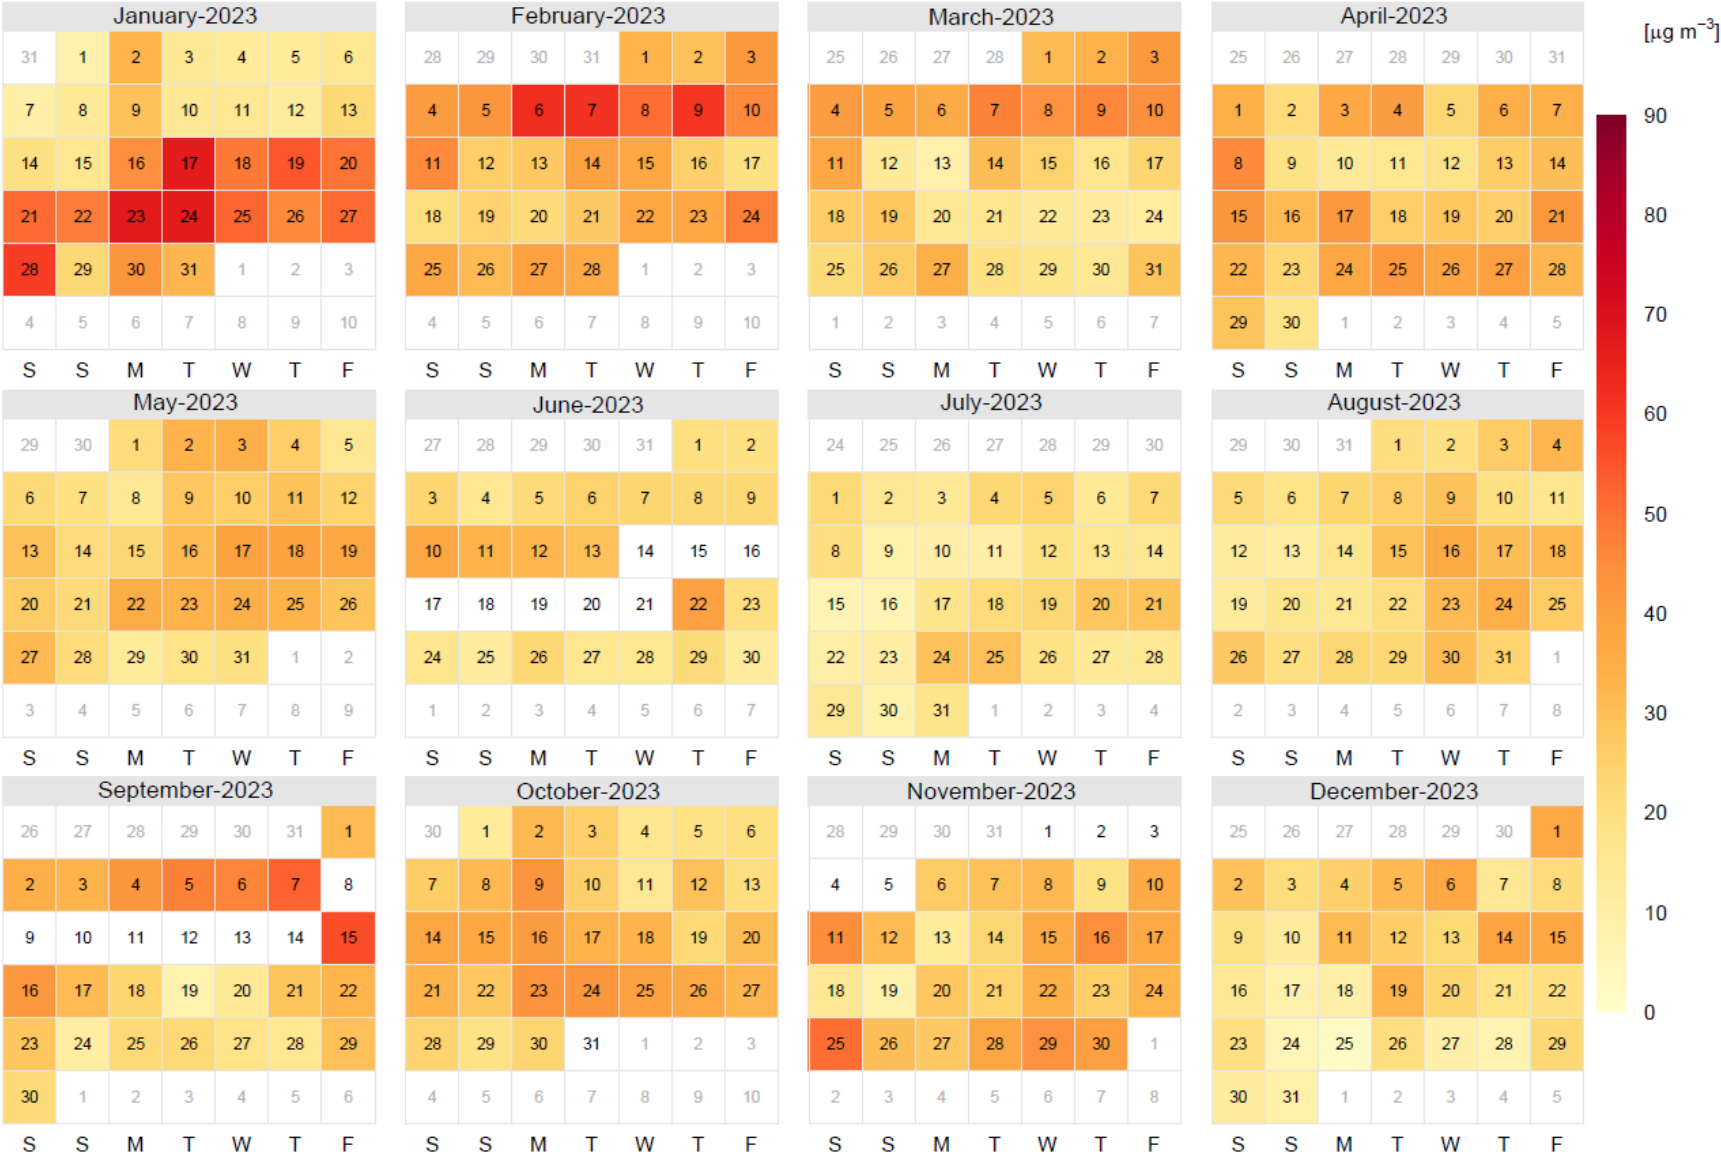 January-2023 February-2023 March-2023 April-2023 [µg m−3]
31 1 2 3 4 5 6 28 29 30 31 1 2 3 25 26 27 28 1 2 3 25 26 27 28 29 30 31
7 8 9 10 11 12 13 4 5 6 7 8 9 10 4 5 6 7 8 9 10 1 2 3 4 5 6 7 90
14 15 16 17 18 19 20 11 12 13 14 15 16 17 11 12 13 14 15 16 17 8 9 10 11 12 13 14
21 22 23 24 25 26 27 18 19 20 21 22 23 24 18 19 20 21 22 23 24 15 16 17 18 19 20 21 80
28 29 30 31 1 2 3 25 26 27 28 1 2 3 25 26 27 28 29 30 31 22 23 24 25 26 27 28
4 5 6 7 8 9 10 4 5 6 7 8 9 10 1 2 3 4 5 6 7 29 30 1 2 3 4 5 70
S S M T W T F S S M T W T F S S M T W T F S S M T W T F
May-2023 June-2023 July-2023 August-2023 60
29 30 1 2 3 4 5 27 28 29 30 31 1 2 24 25 26 27 28 29 30 29 30 31 1 2 3 4
6 7 8 9 10 11 12 3 4 5 6 7 8 9 1 2 3 4 5 6 7 5 6 7 8 9 10 11 50
13 14 15 16 17 18 19 10 11 12 13 14 15 16 8 9 10 11 12 13 14 12 13 14 15 16 17 18
20 21 22 23 24 25 26 17 18 19 20 21 22 23 15 16 17 18 19 20 21 19 20 21 22 23 24 25 40
27 28 29 30 31 1 2 24 25 26 27 28 29 30 22 23 24 25 26 27 28 26 27 28 29 30 31 1
3 4 5 6 7 8 9 1 2 3 4 5 6 7 29 30 31 1 2 3 4 2 3 4 5 6 7 8 30
S S M T W T F S S M T W T F S S M T W T F S S M T W T F
September-2023 October-2023 November-2023 December-2023
26 27 28 29 30 31 1 30 1 2 3 4 5 6 28 29 30 31 1 2 3 25 26 27 28 29 30 1 20
2 3 4 5 6 7 8 7 8 9 10 11 12 13 4 5 6 7 8 9 10 2 3 4 5 6 7 8
9 10 11 12 13 14 15 14 15 16 17 18 19 20 11 12 13 14 15 16 17 9 10 11 12 13 14 15 10
16 17 18 19 20 21 22 21 22 23 24 25 26 27 18 19 20 21 22 23 24 16 17 18 19 20 21 22 0
23 24 25 26 27 28 29 28 29 30 31 1 2 3 25 26 27 28 29 30 1 23 24 25 26 27 28 29
30 1 2 3 4 5 6 4 5 6 7 8 9 10 2 3 4 5 6 7 8 30 31 1 2 3 4 5
S S M T W T F S S M T W T F S S M T W T F S S M T W T F